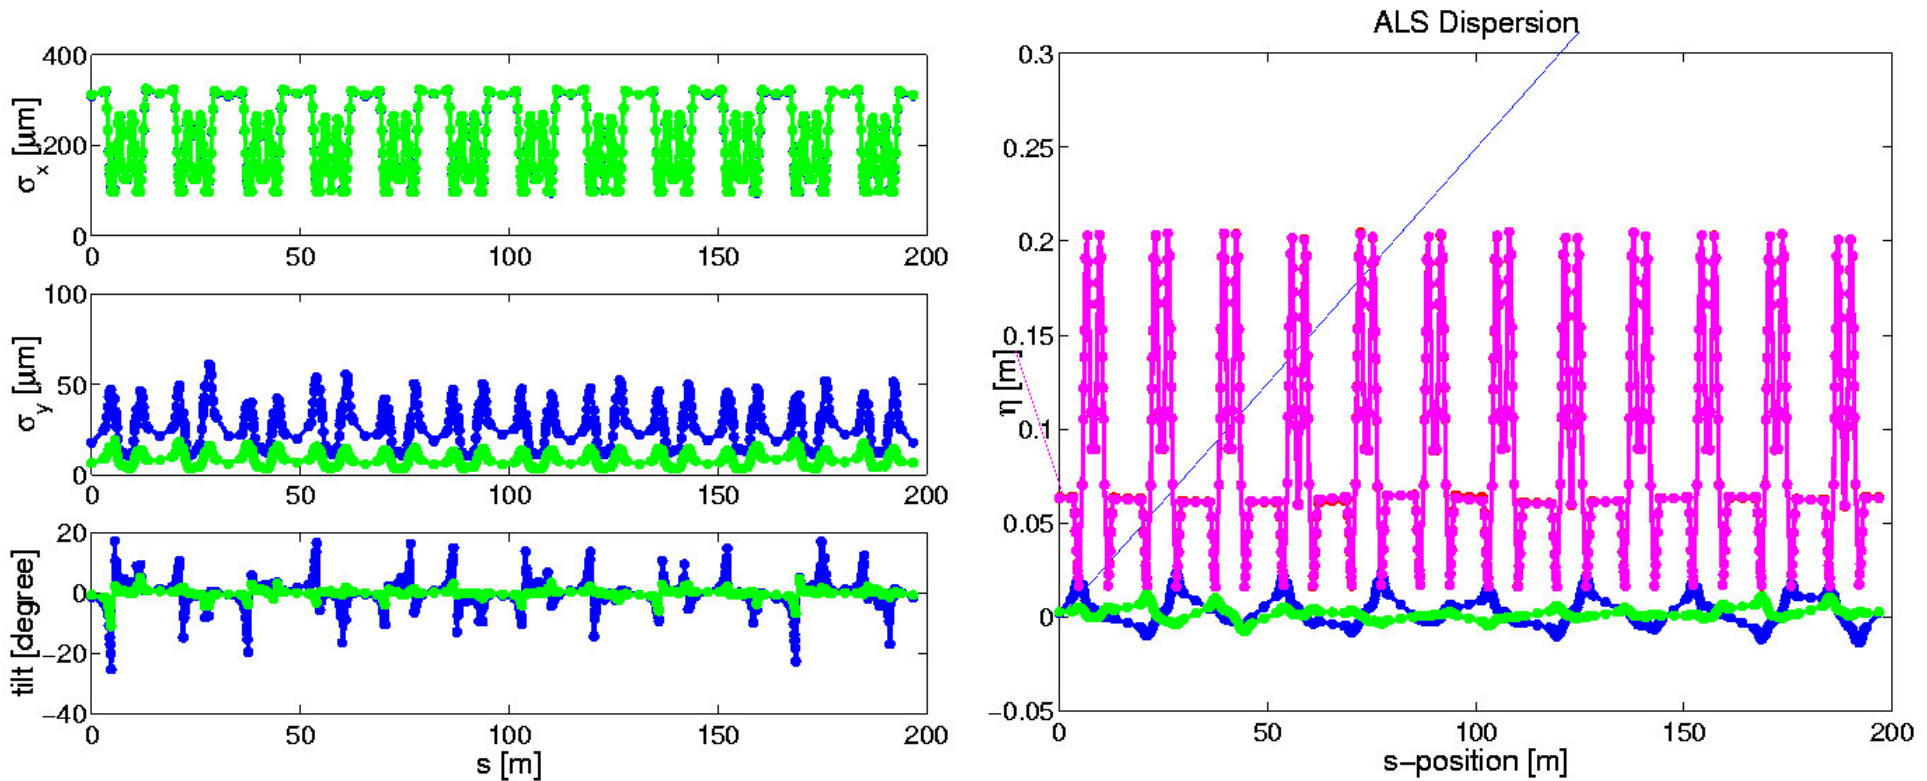 400
200
0
σx [µm]
0 50 100 150 200
100
50
0
σy [µm]
0 50 100 150 200
20
0
−20
−40
tilt [degree]
0 50 100 150 200
s [m]
ALS Dispersion
0.3
0.25
0.2
0.15
0.1
0.05
0
−0.05
η [m]
0 50 100 150 200
s−position [m]